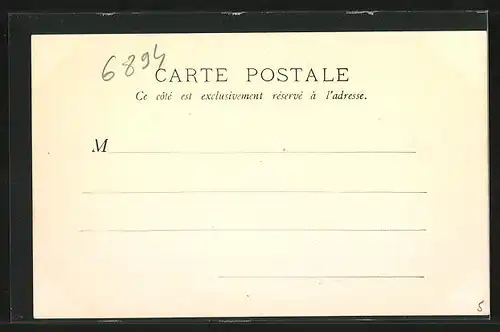 6894
CARTE POSTALE
Ce côté est exclusivement réservé à l'adresse.
M
5